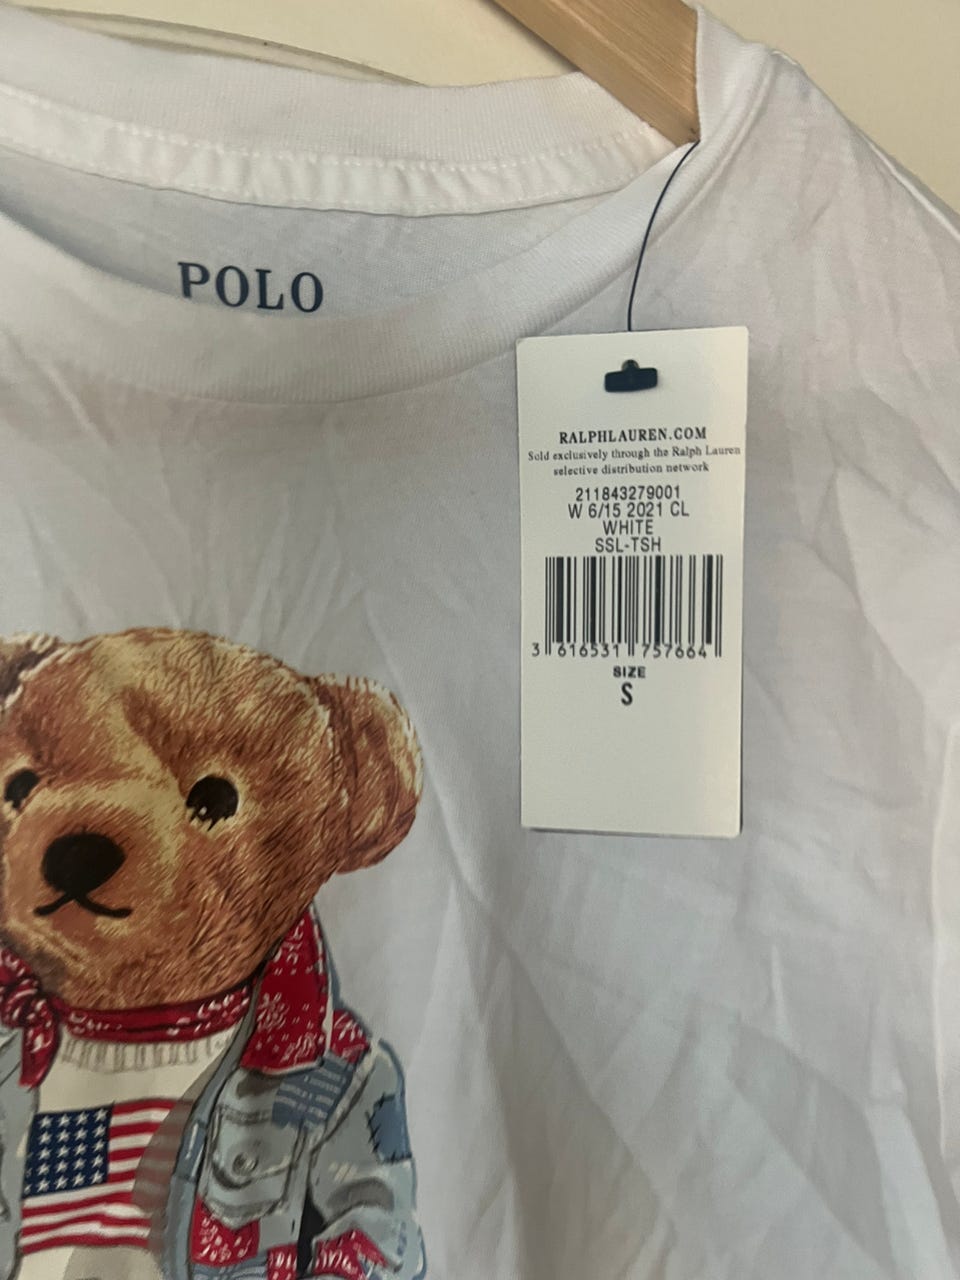 POLO
RALPHLAUREN.COM
Sold exclusively through the Ralph Lauren
selective distribution network
211843279001
W 6/15 2021 CL
WHITE
SSL-TSH
3 616531 757664
SIZE
S